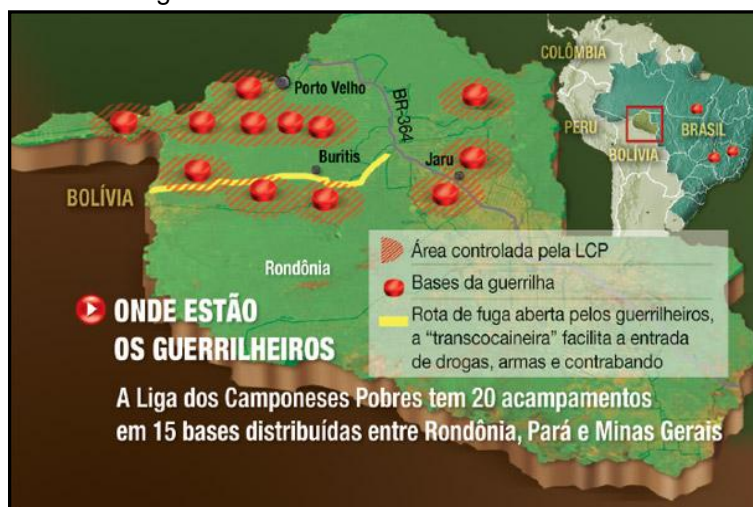 COLÔMBIA
PERU
BRASIL
BOLÍVIA
Porto Velho
BR-364
Buritis
Jaru
BOLÍVIA
Rondônia
Área controlada pela LCP
Bases da guerrilha
Rota de fuga aberta pelos guerrilheiros,
a “transcocaineira” facilita a entrada
de drogas, armas e contrabando
ONDE ESTÃO
OS GUERRILHEIROS
A Liga dos Camponeses Pobres tem 20 acampamentos
em 15 bases distribuídas entre Rondônia, Pará e Minas Gerais